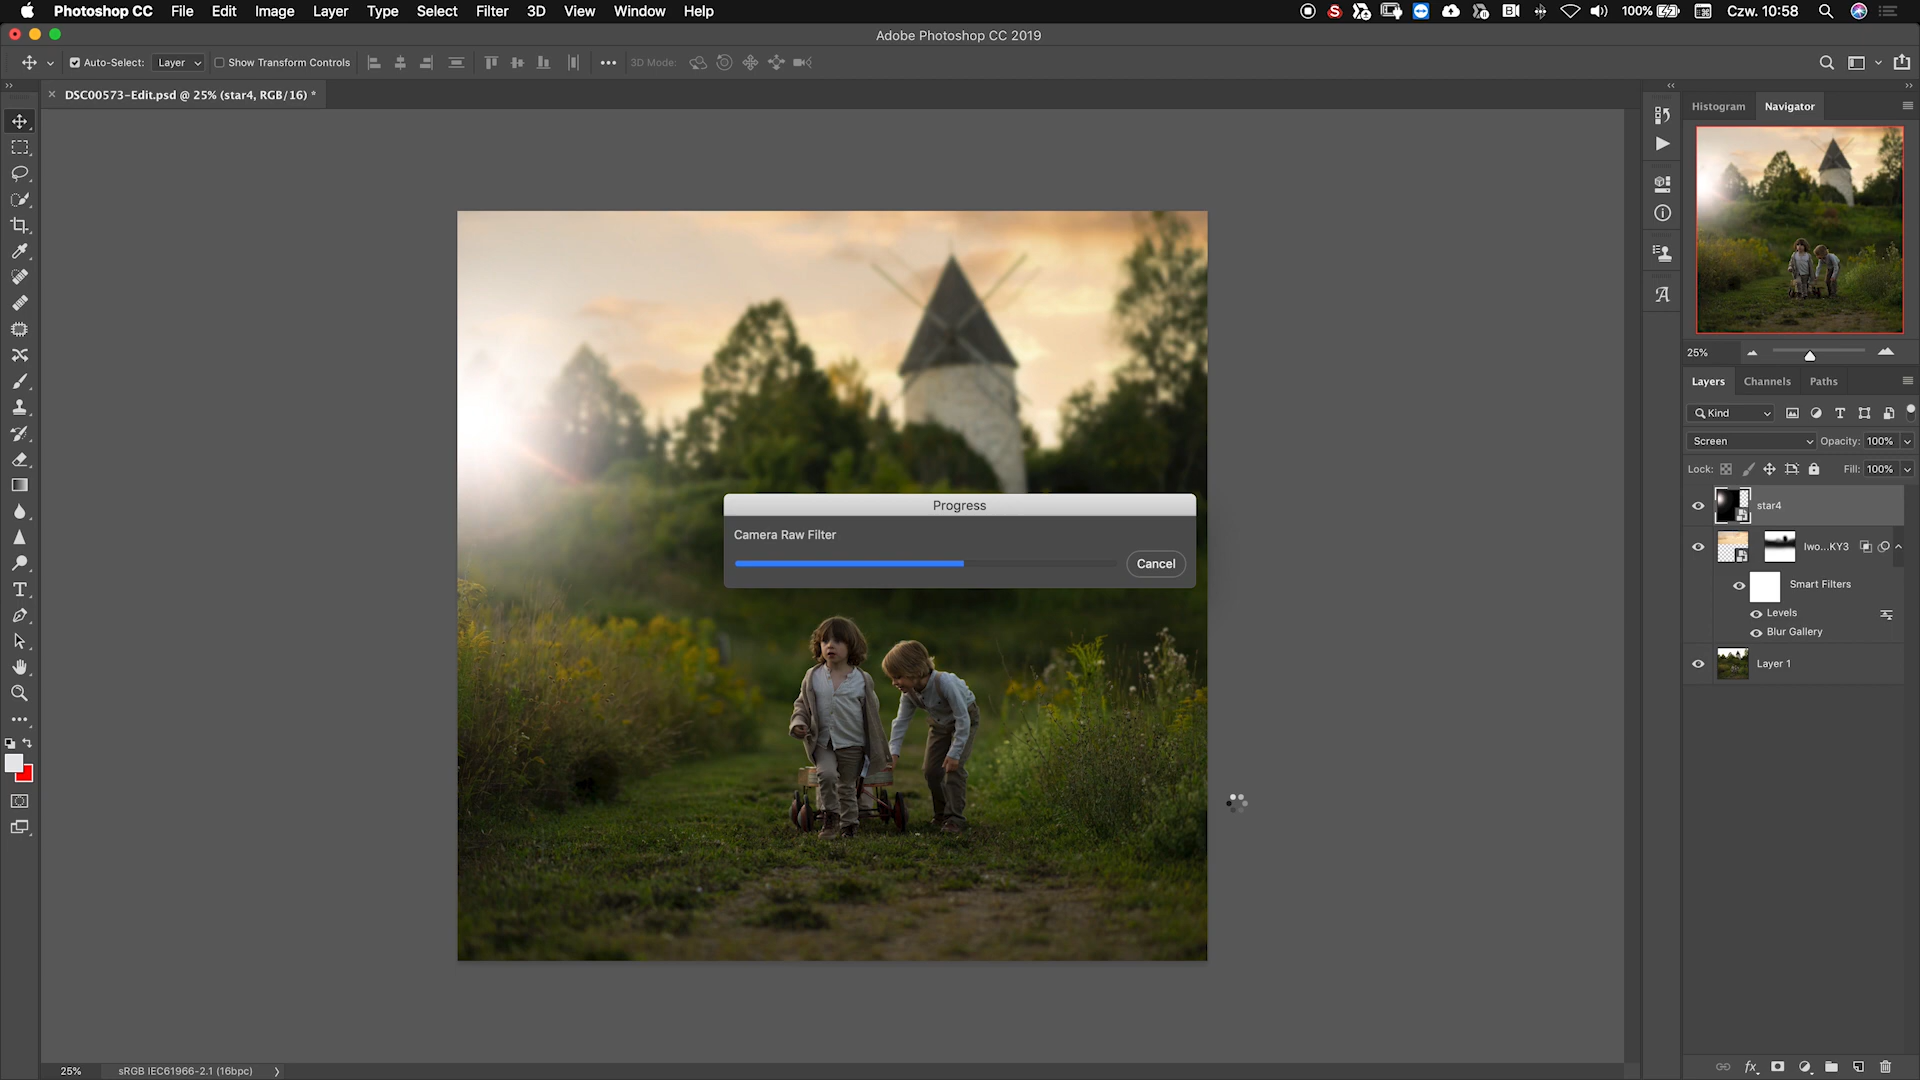 Photoshop CC File Edit Image Layer Type Select Filter 3D View Window Help 100% Czw. 10:58
Adobe Photoshop CC 2019
Auto-Select: Layer Show Transform Controls 3D Mode:
DSC00573-Edit.psd @ 25% (star4, RGB/16) *
Histogram Navigator
25%
Layers Channels Paths
Kind
Screen Opacity: 100%
Lock: Fill: 100%
star4
Iwo...KY3
Smart Filters
Levels
Blur Gallery
Layer 1
Progress
Camera Raw Filter
Cancel
25% sRGB IEC61966-2.1 (16bpc)